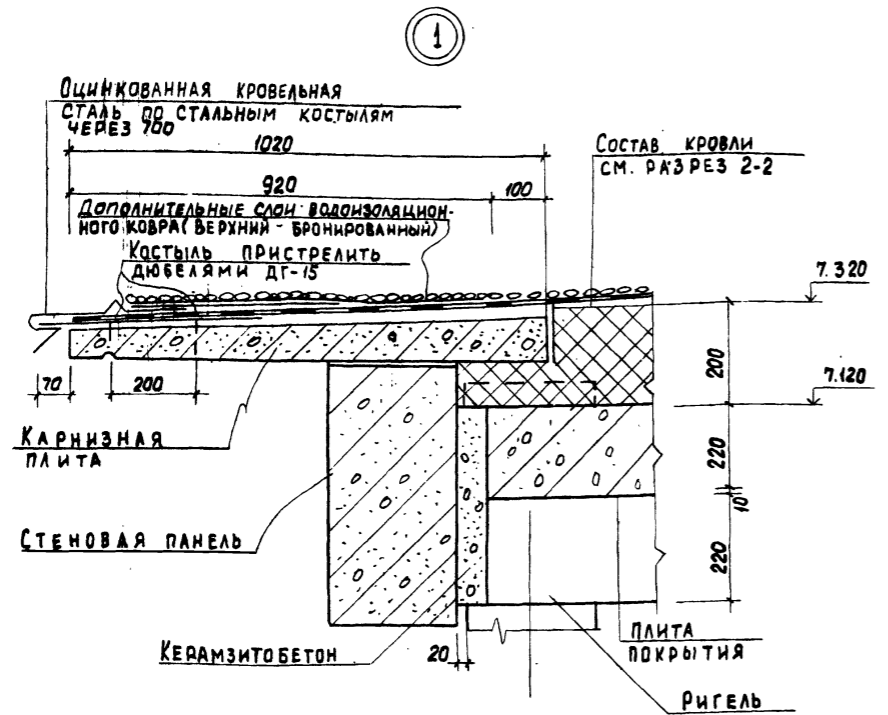 1
ОЦИНКОВАННАЯ КРОВЕЛЬНАЯ
СТАЛЬ ПО СТАЛЬНЫМ КОСТЫЛЯМ
ЧЕРЕЗ 700
1020
СОСТАВ КРОВЛИ
СМ. РАЗРЕЗ 2-2
920
100
ДОПОЛНИТЕЛЬНЫЕ СЛОИ ВОДОИЗОЛЯЦИОН-
НОГО КОВРА (ВЕРХНИЙ - БРОНИРОВАННЫЙ)
КОСТЫЛЬ ПРИСТРЕЛИТЬ
ДЮБЕЛЯМИ ДГ-15
7.320
70
200
200
7.120
КАРНИЗНАЯ
ПЛИТА
220
10
СТЕНОВАЯ ПАНЕЛЬ
220
КЕРАМЗИТОБЕТОН
20
ПЛИТА
ПОКРЫТИЯ
РИГЕЛЬ